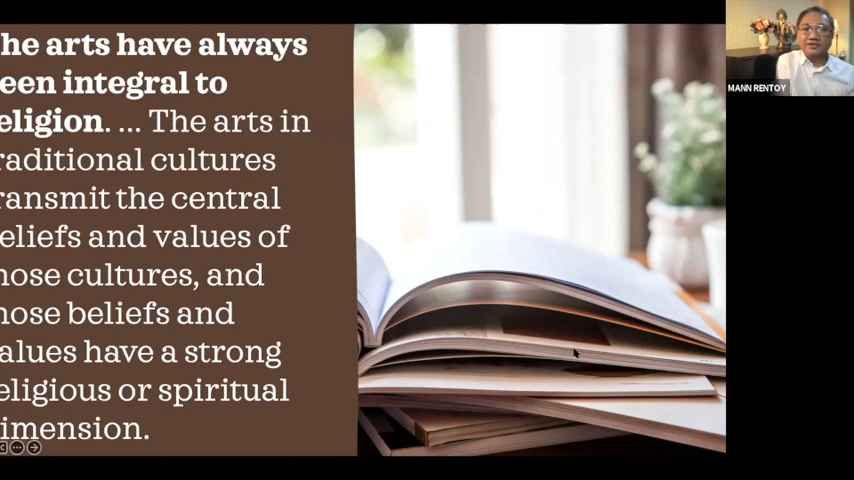 he arts have always
een integral to
eligion. ... The arts in
raditional cultures
ransmit the central
eliefs and values of
hose cultures, and
hose beliefs and
alues have a strong
eligious or spiritual
imension.
MANN RENTOY